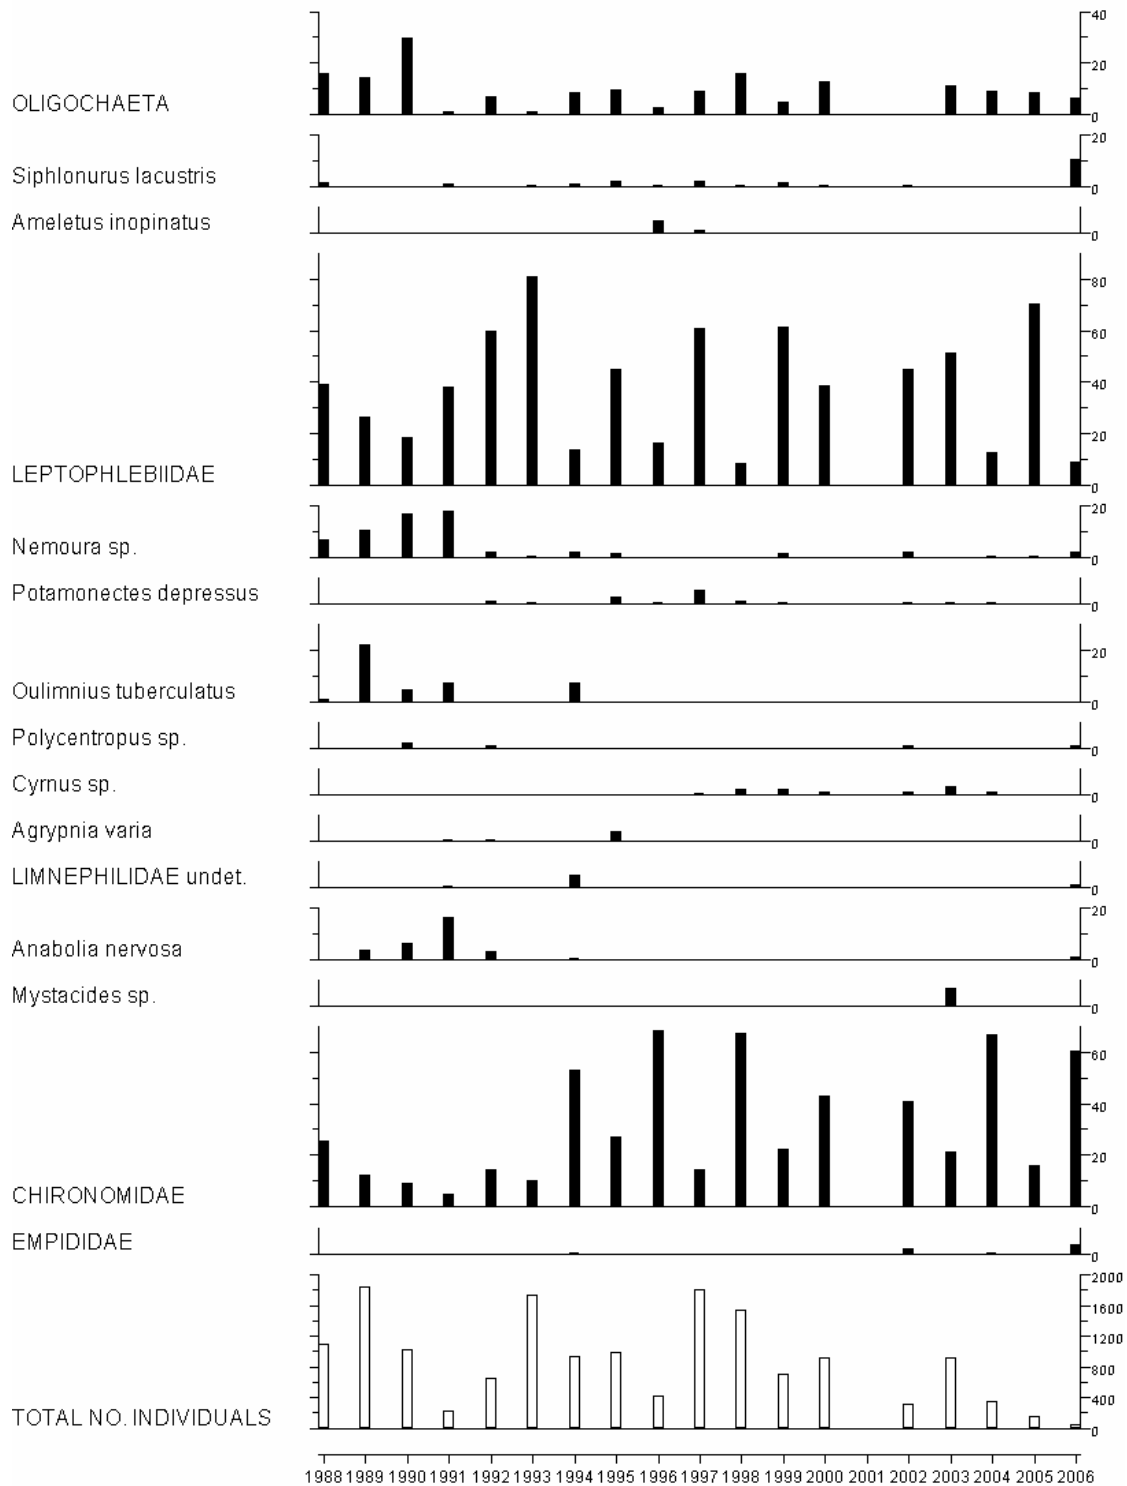 40
20
OLIGOCHAETA
0
20
Siphlonurus lacustris
0
Ameletus inopinatus
0
80
60
40
20
LEPTOPHLEBIIDAE
0
20
Nemoura sp.
0
Potamonectes depressus
0
20
Oulimnius tuberculatus
0
Polycentropus sp.
0
Cyrnus sp.
0
Agrypnia varia
0
LIMNEPHILIDAE undet.
0
20
Anabolia nervosa
0
Mystacides sp.
0
60
40
20
CHIRONOMIDAE
0
EMPIDIDAE
0
2000
1600
1200
800
400
TOTAL NO. INDIVIDUALS
0
1988 1989 1990 1991 1992 1993 1994 1995 1996 1997 1998 1999 2000 2001 2002 2003 2004 2005 2006